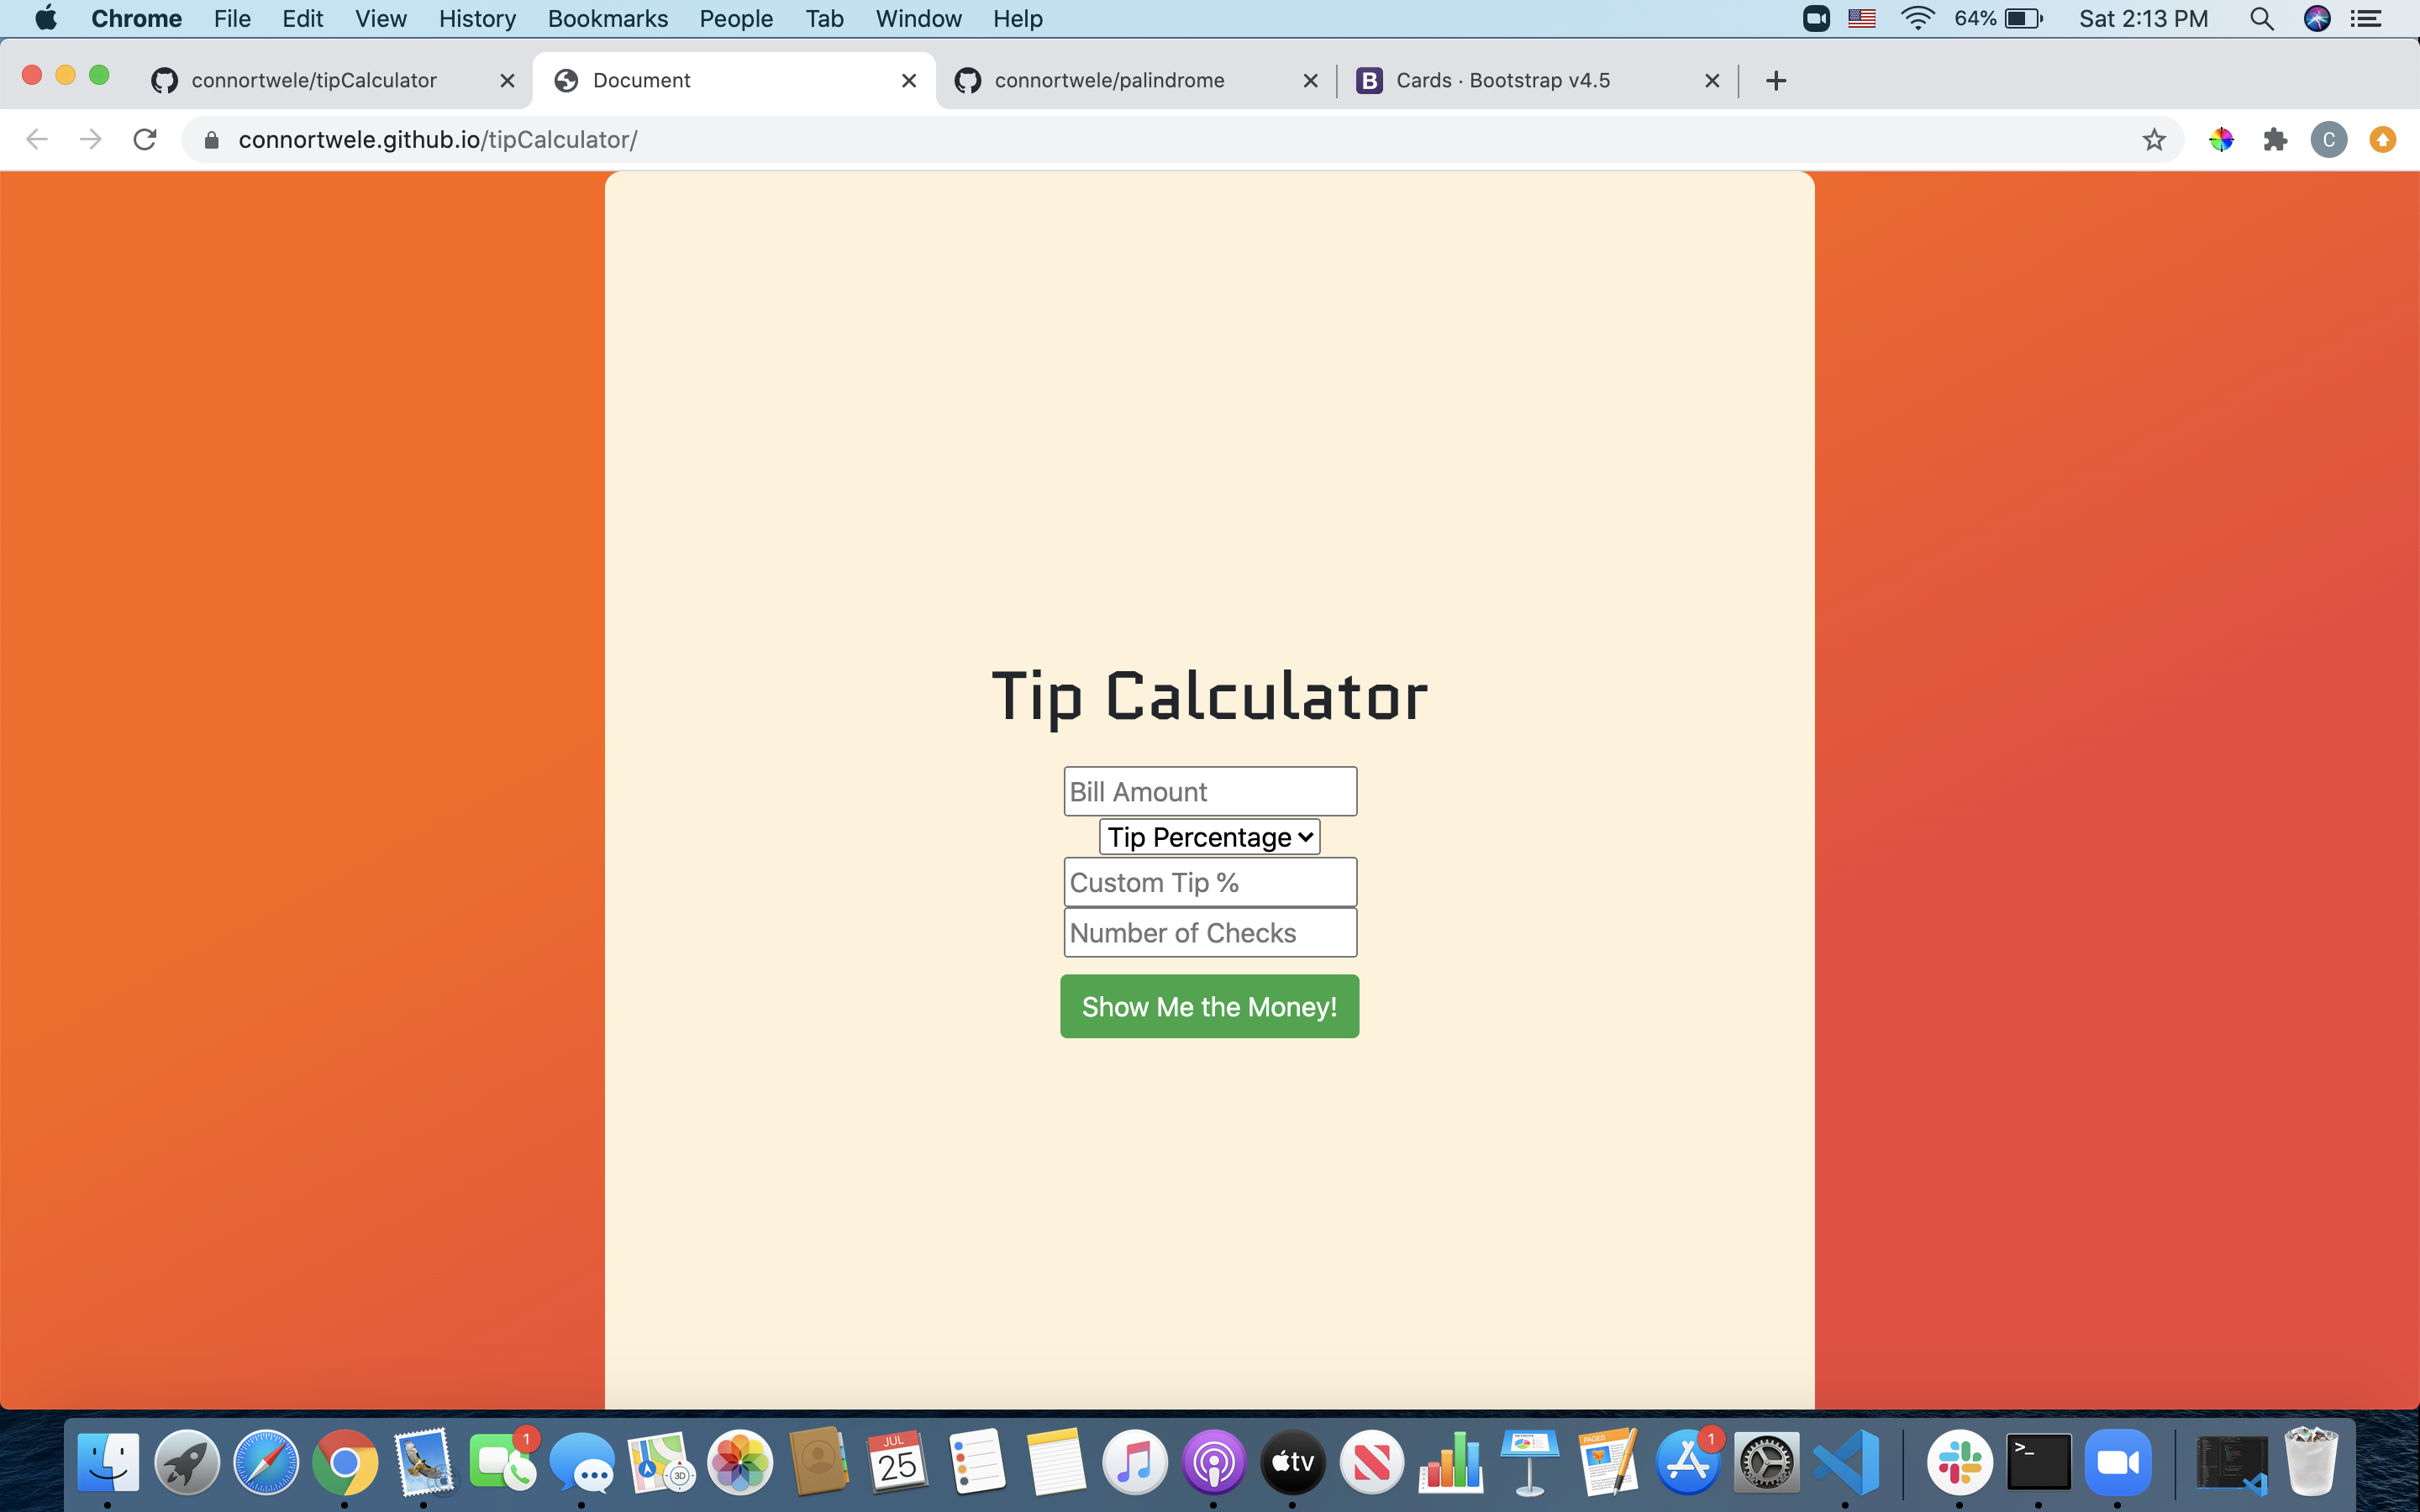 Chrome File Edit View History Bookmarks People Tab Window Help 64% Sat 2:13 PM
connortwele/tipCalculator Document connortwele/palindrome B Cards · Bootstrap v4.5
connortwele.github.io/tipCalculator/ C
Tip Calculator
Bill Amount
Tip Percentage
Custom Tip %
Number of Checks
Show Me the Money!
1 3D JUL 25 tv PAGES 1 >_